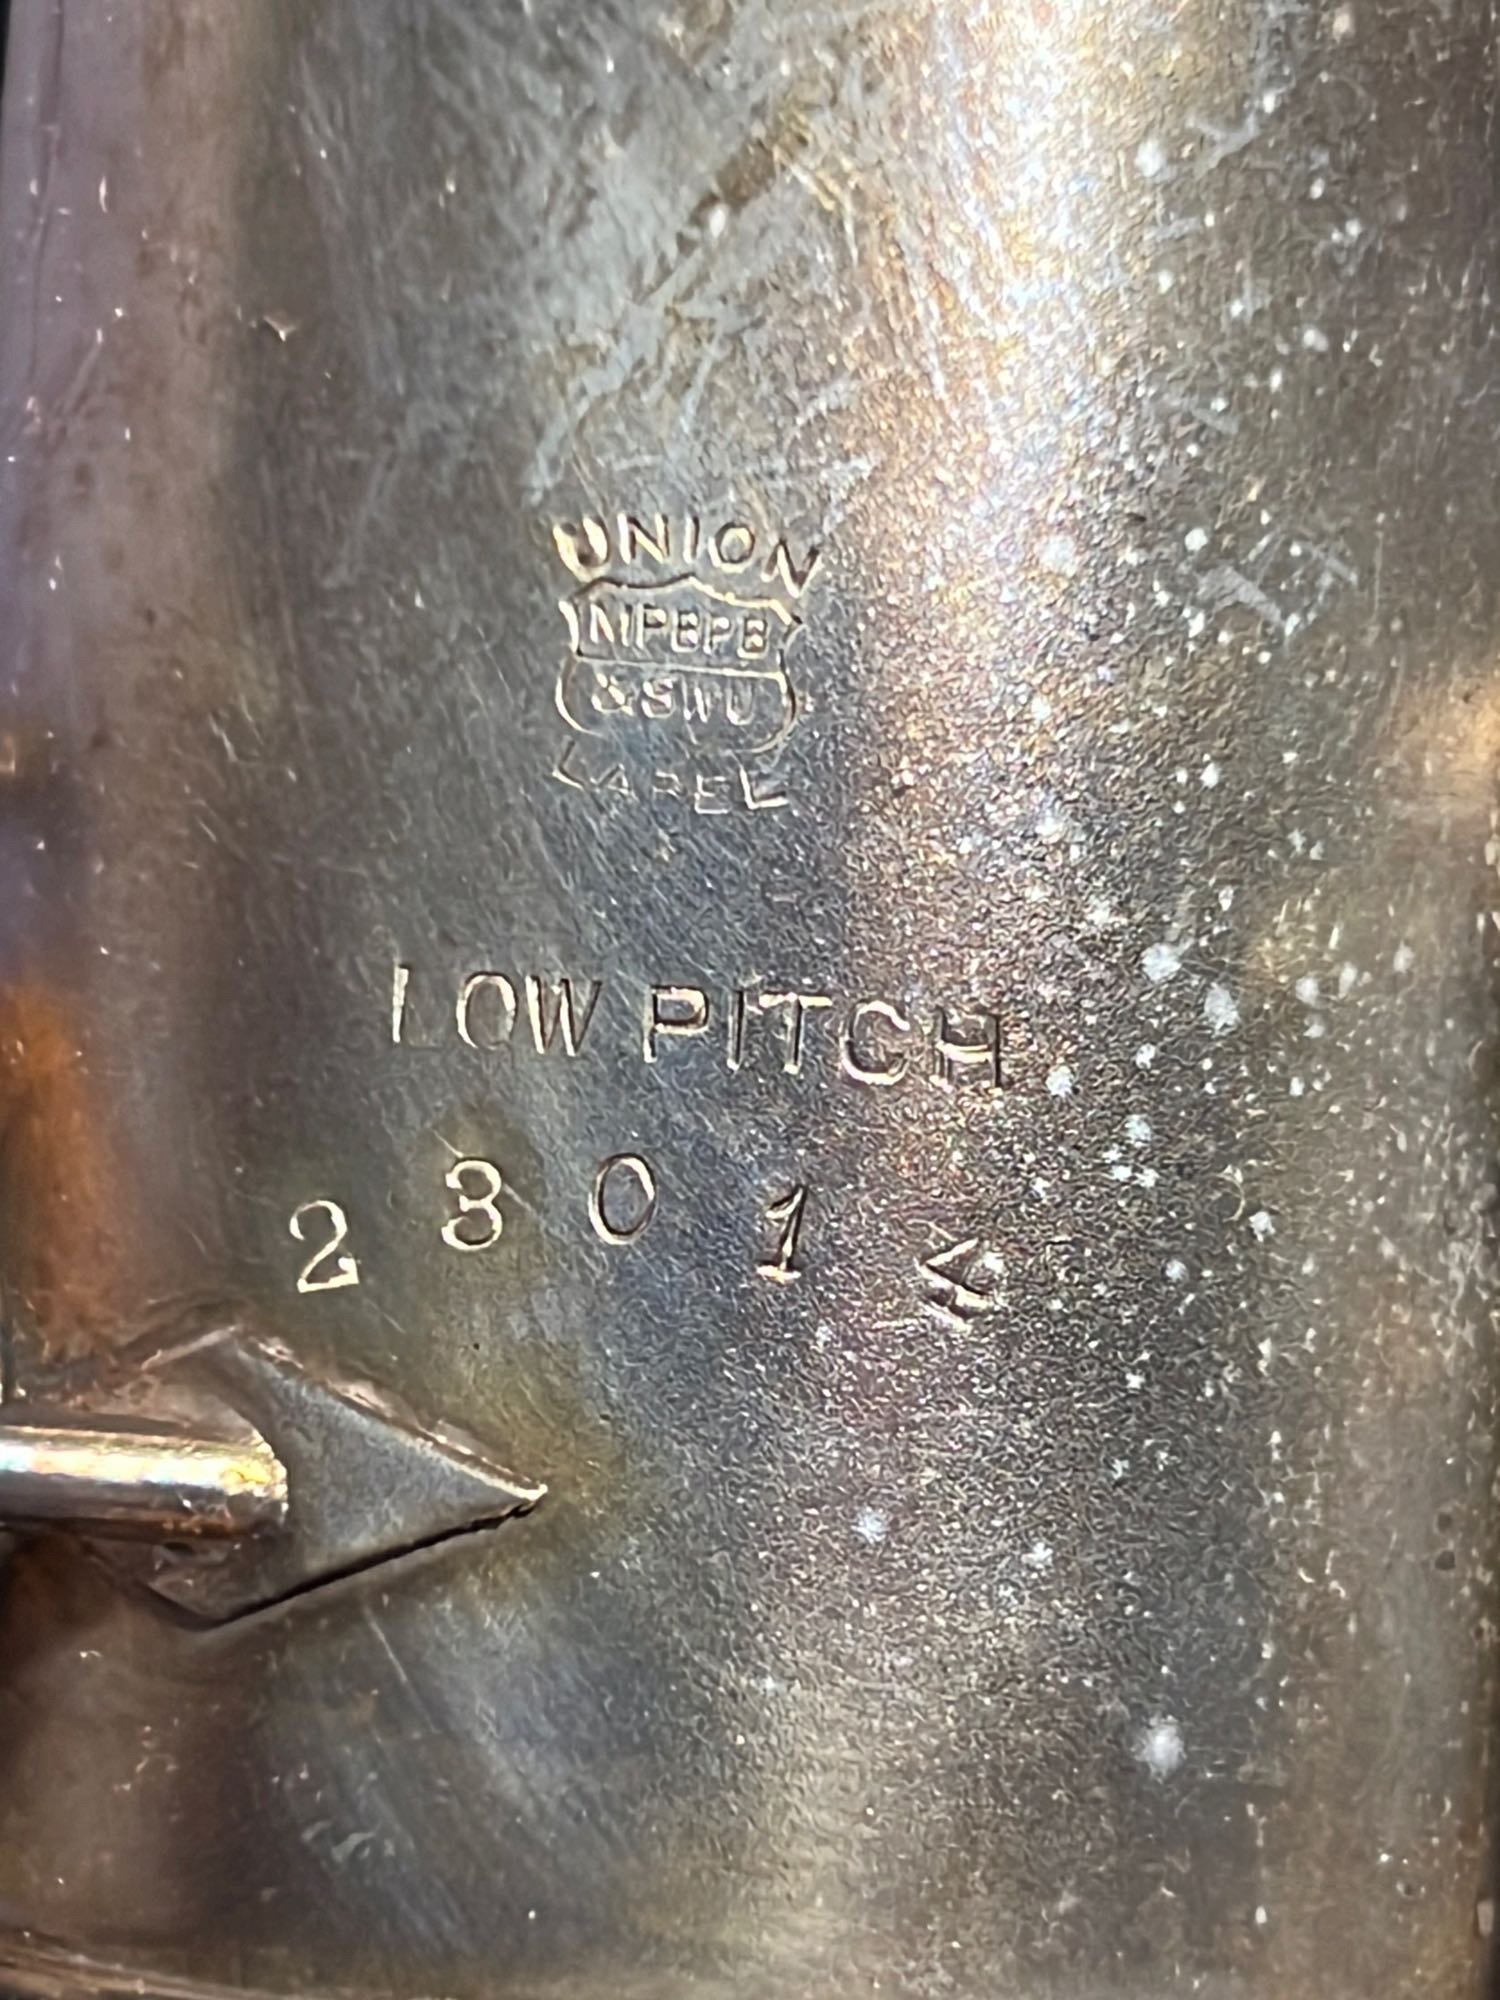 UNION
MPBPB
&SWU
LABEL
LOW PITCH
23014